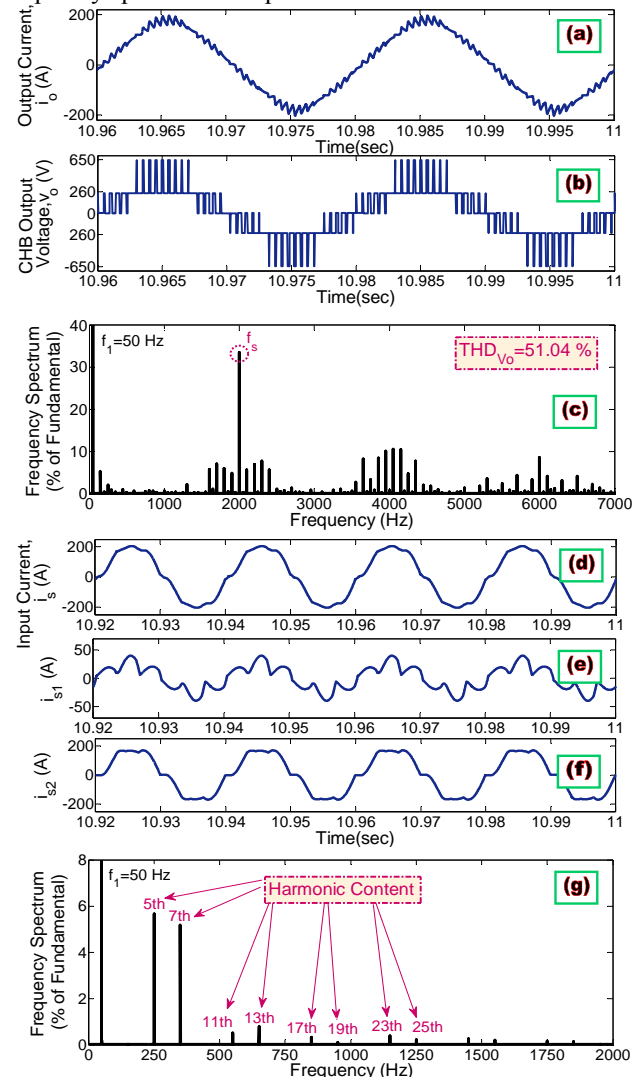 Output Current,
i_o (A)
200
0
-200
(a)
10.96 10.965 10.97 10.975 10.98 10.985 10.99 10.995 11
Time(sec)
CHB Output
Voltage,v_o (V)
650
260
0
260
-650
(b)
10.96 10.965 10.97 10.975 10.98 10.985 10.99 10.995 11
Time(sec)
Frequency Spectrum
(% of Fundamental)
40
30
20
10
0
f_1=50 Hz
f_s
THD_Vo=51.04 %
(c)
0 1000 2000 3000 4000 5000 6000 7000
Frequency (Hz)
Input Current,
i_s (A)
200
0
-200
(d)
10.92 10.93 10.94 10.95 10.96 10.97 10.98 10.99 11
i_s1 (A)
50
0
-50
(e)
10.92 10.93 10.94 10.95 10.96 10.97 10.98 10.99 11
i_s2 (A)
200
0
-200
(f)
10.92 10.93 10.94 10.95 10.96 10.97 10.98 10.99 11
Time(sec)
Frequency Spectrum
(% of Fundamental)
8
6
4
2
0
f_1=50 Hz
Harmonic Content
(g)
5th
7th
11th 13th 17th 19th 23th 25th
0 250 500 750 1000 1250 1500 1750 2000
Frequency (Hz)